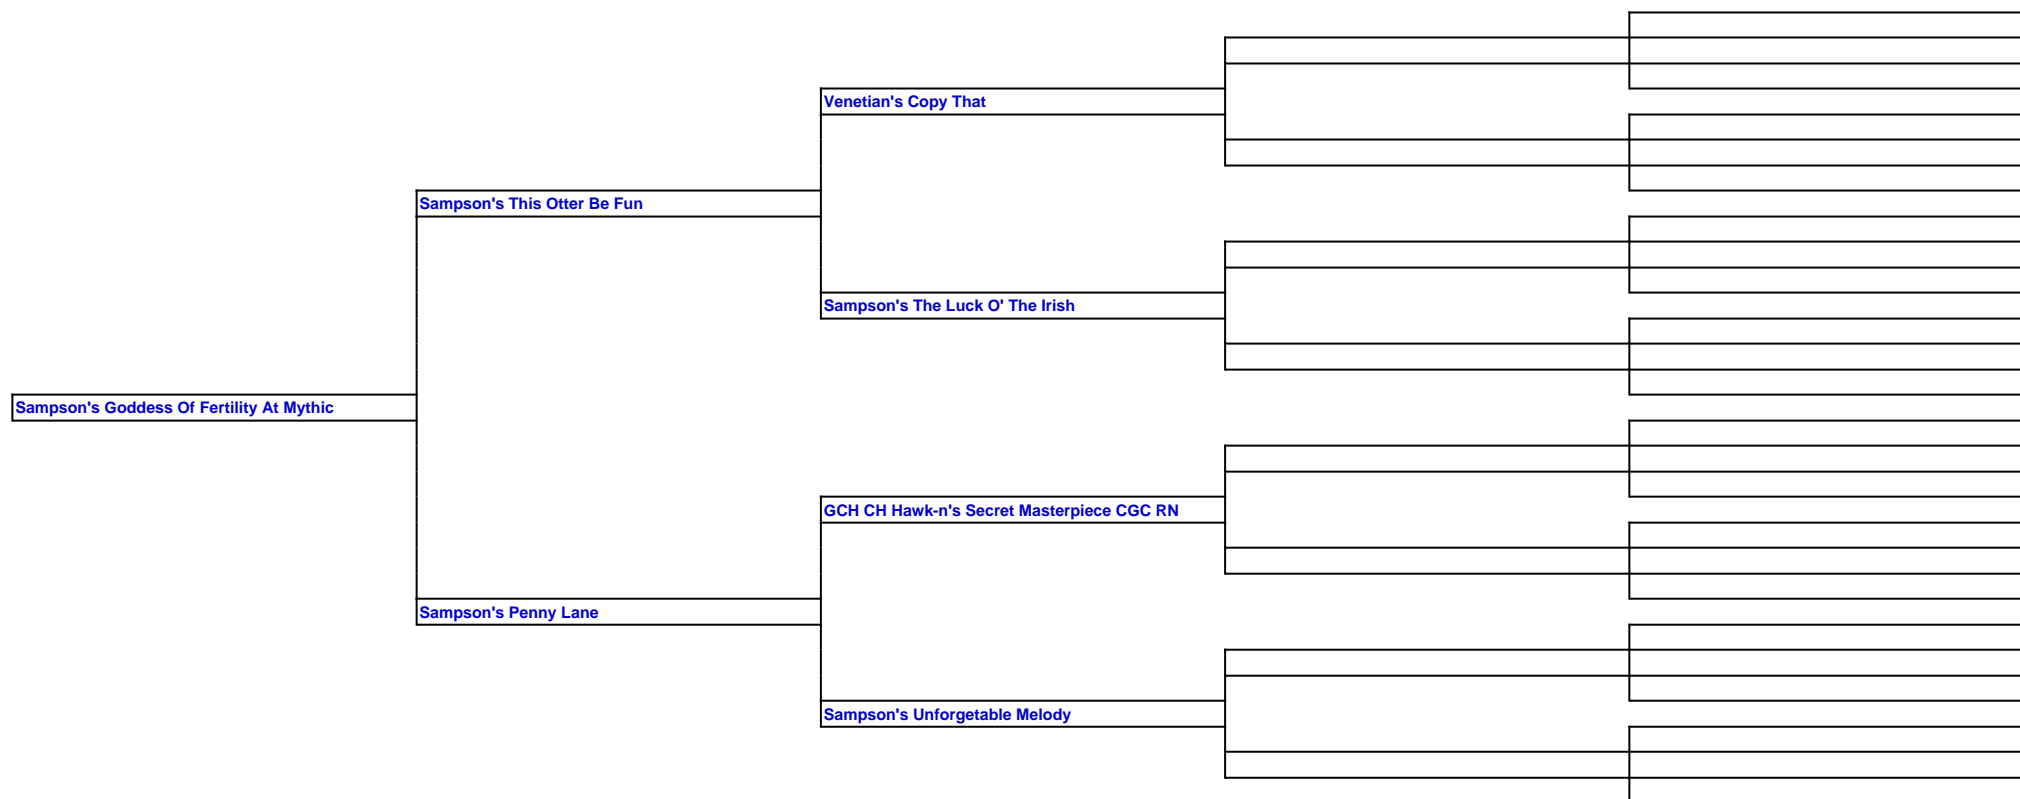 Venetian's Copy That
Sampson's This Otter Be Fun
Sampson's The Luck O' The Irish
Sampson's Goddess Of Fertility At Mythic
GCH CH Hawk-n's Secret Masterpiece CGC RN
Sampson's Penny Lane
Sampson's Unforgetable Melody